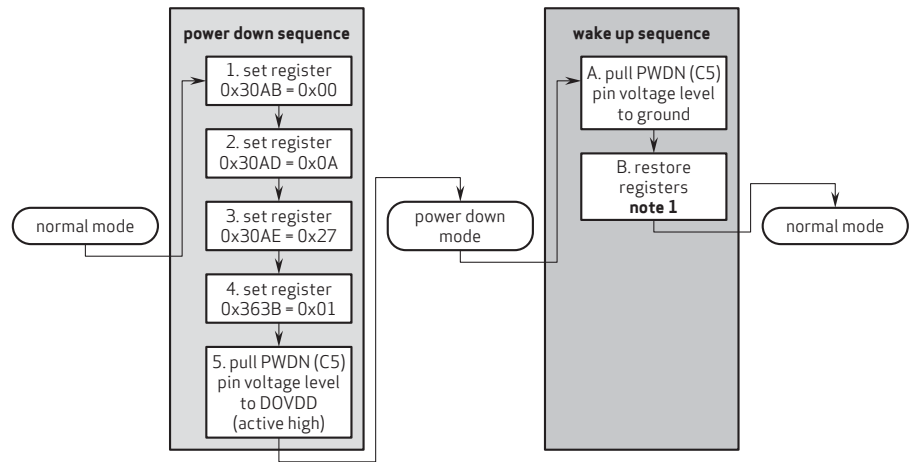 normal mode
power down sequence
1. set register
0x30AB = 0x00
2. set register
0x30AD = 0x0A
3. set register
0x30AE = 0x27
4. set register
0x363B = 0x01
5. pull PWDN (C5)
pin voltage level
to DOVDD
(active high)
power down
mode
wake up sequence
A. pull PWDN (C5)
pin voltage level
to ground
B. restore
registers
note 1
normal mode